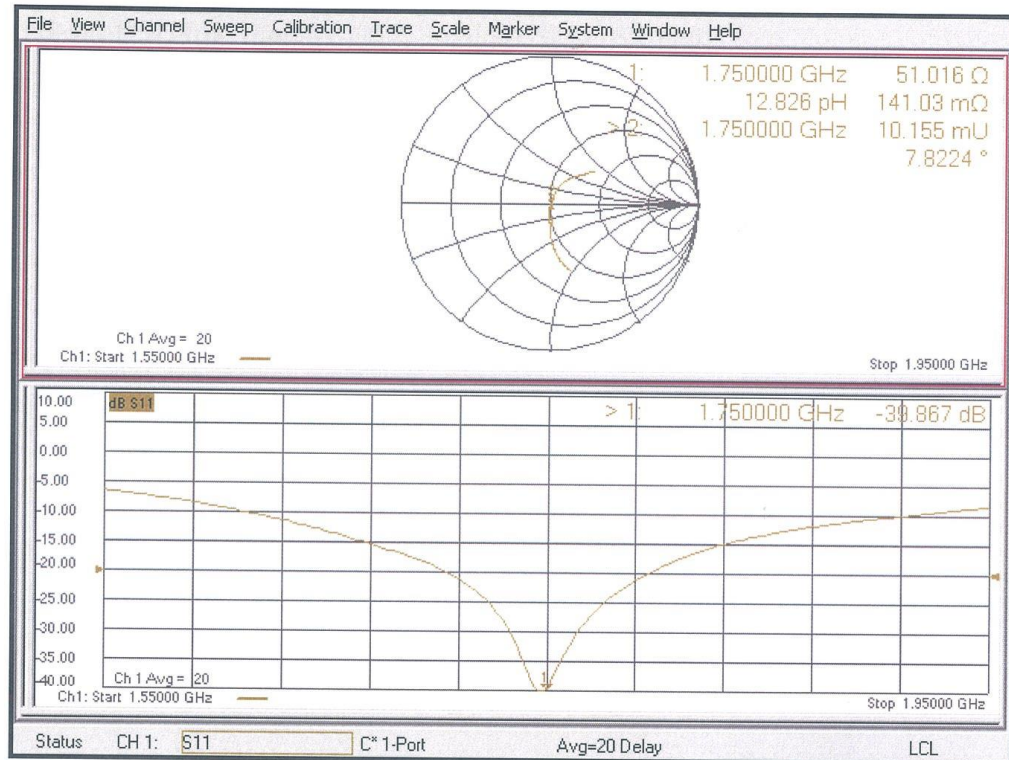 File View Channel Sweep Calibration Trace Scale Marker System Window Help
1: 1.750000 GHz 51.016 Ω
12.826 pH 141.03 mΩ
> 2: 1.750000 GHz 10.155 mU
7.8224 °
Ch 1 Avg = 20
Ch1: Start 1.55000 GHz
Stop 1.95000 GHz
10.00
dB S11
> 1: 1.750000 GHz -39.867 dB
5.00
0.00
-5.00
-10.00
-15.00
-20.00
-25.00
-30.00
-35.00
-40.00
1
Ch 1 Avg = 20
Ch1: Start 1.55000 GHz
Stop 1.95000 GHz
Status CH 1: S11 C* 1-Port Avg=20 Delay LCL